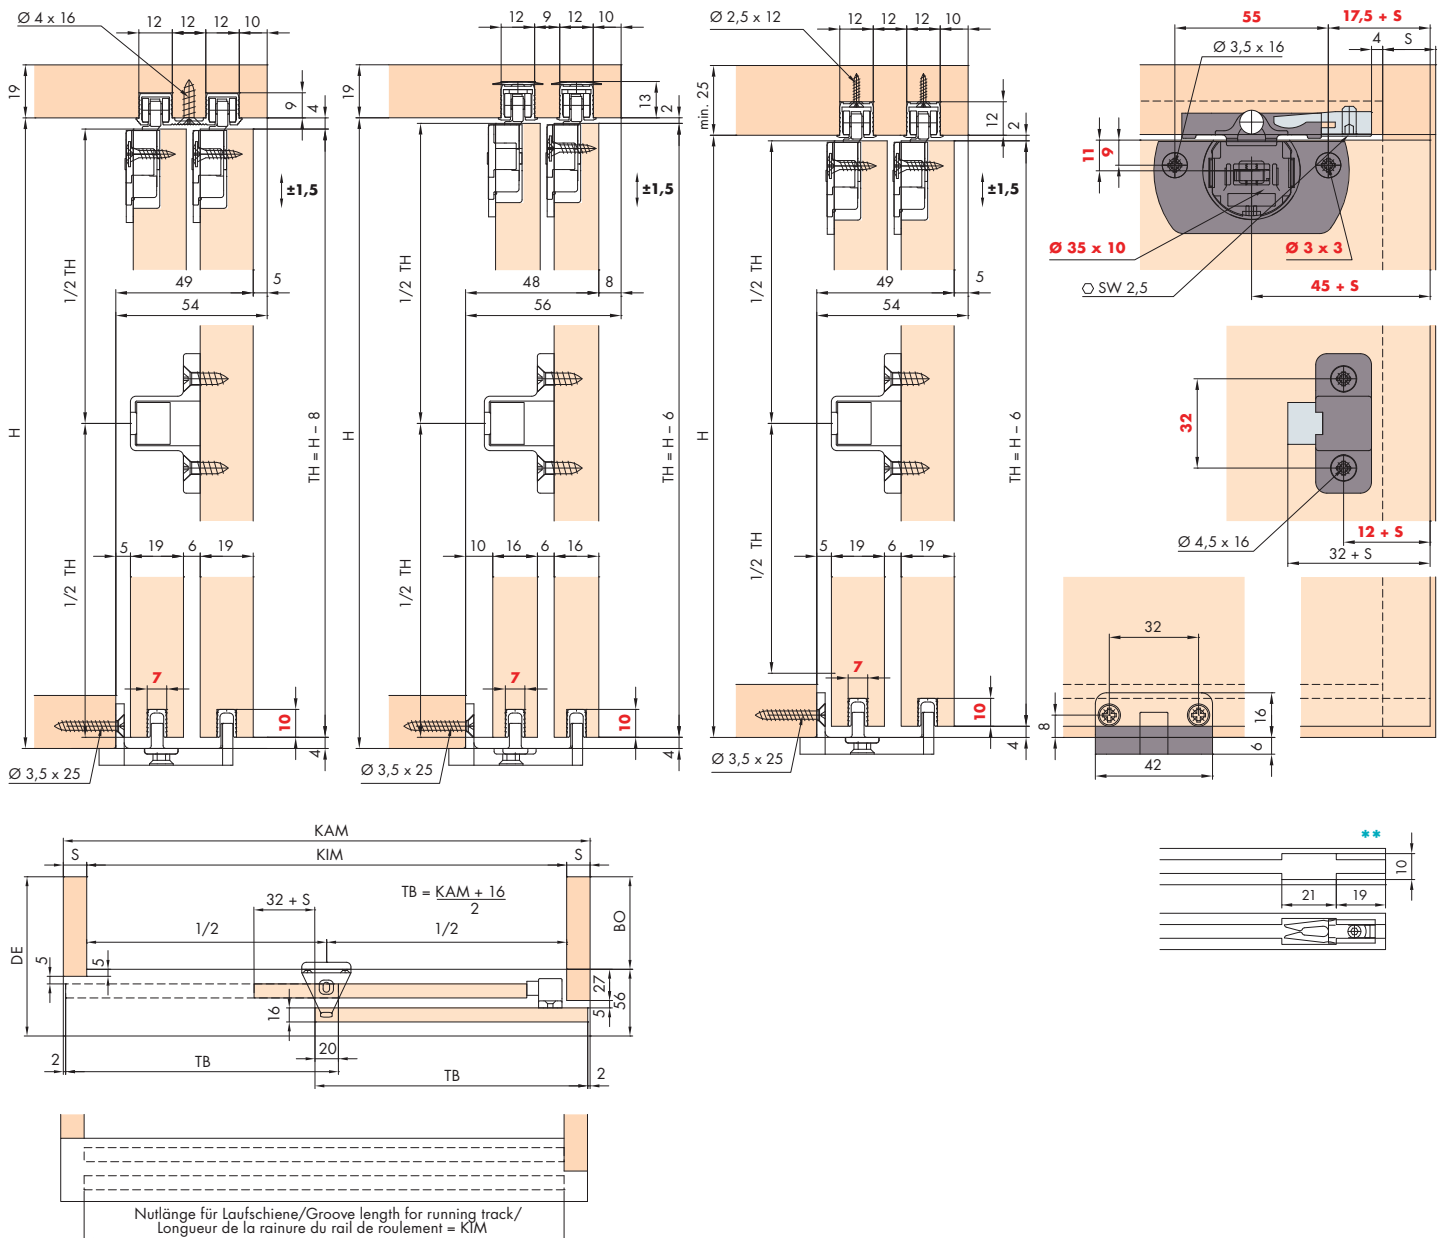 Ø 4 x 16
12 12 12 10
19
9
4
±1,5
1/2 TH
49
5
54
H
TH = H – 8
5 19 6 19
1/2 TH
7
10
4
Ø 3,5 x 25
12 9 12 10
19
13
2
±1,5
1/2 TH
48
8
56
H
TH = H – 6
10 16 6 16
1/2 TH
7
10
4
Ø 3,5 x 25
Ø 2,5 x 12
12 12 12 10
min. 25
12
2
±1,5
1/2 TH
49
5
54
H
TH = H – 6
5 19 6 19
1/2 TH
7
10
4
Ø 3,5 x 25
55
17,5 + S
4
S
Ø 3,5 x 16
11
9
Ø 35 x 10
Ø 3 x 3
SW 2,5
45 + S
32
Ø 4,5 x 16
12 + S
32 + S
32
8
16
6
42
KAM
S
KIM
S
TB = KAM + 16
2
32 + S
1/2
1/2
DE
BO
5
5
27
56
5
16
20
2
TB
TB
2
**
10
21
19
Nutlänge für Laufschiene/Groove length for running track/
Longueur de la rainure du rail de roulement = KIM